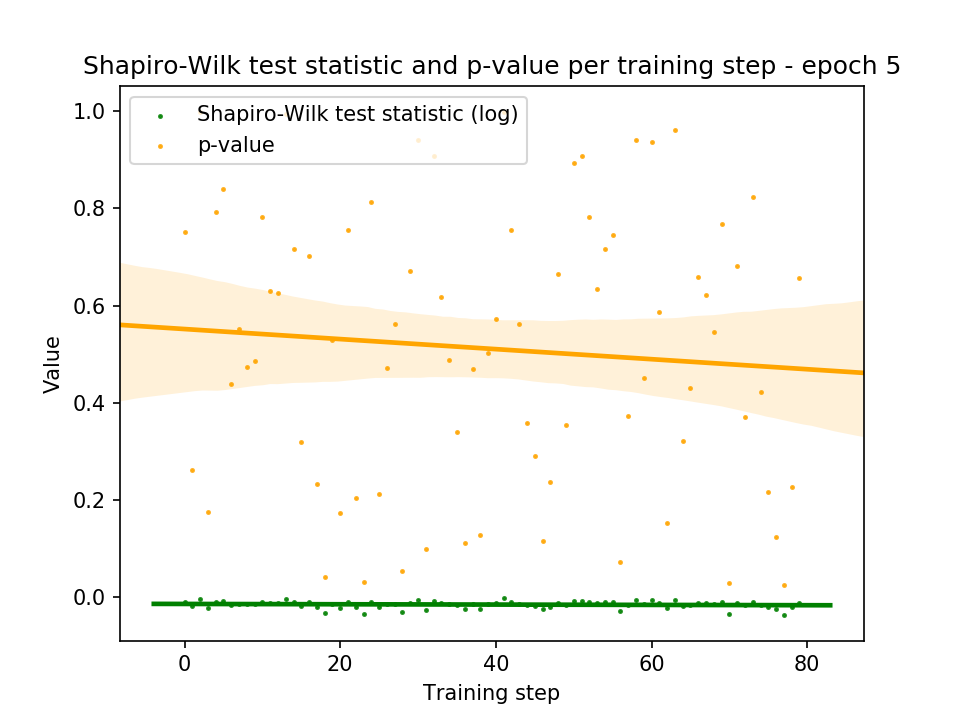 Shapiro-Wilk test statistic and p-value per training step - epoch 5
Shapiro-Wilk test statistic (log)
p-value
1.0
0.8
0.6
0.4
0.2
0.0
Value
0 20 40 60 80
Training step